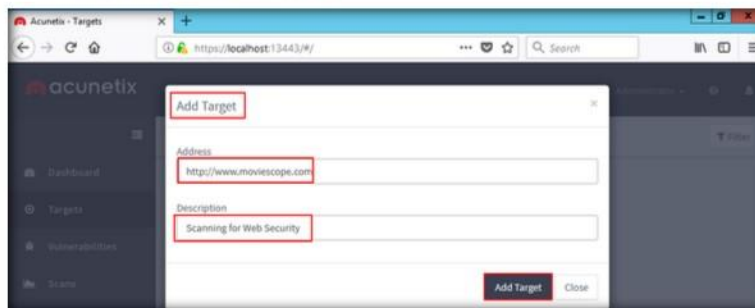 Acunetix - Targets
https://localhost:13443/#/
Search
acunetix
Administrator
Add Target
Filter
Address
http://www.moviescope.com
Dashboard
Description
Targets
Scanning for Web Security
Vulnerabilities
Scans
Add Target Close